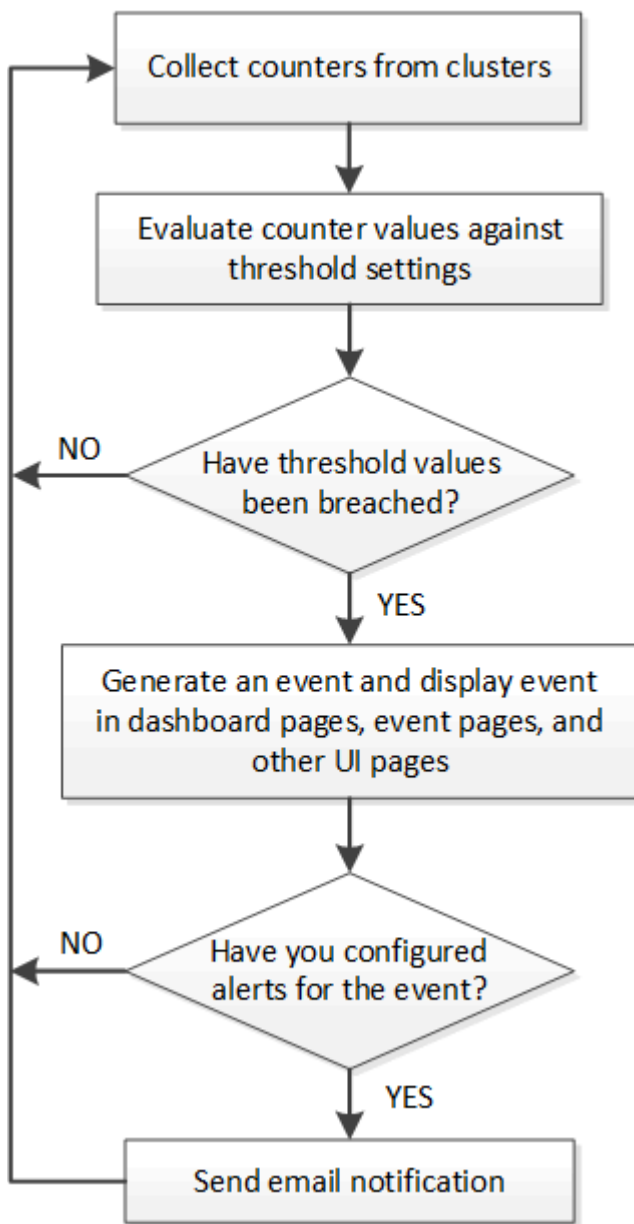 Collect counters from clusters
Evaluate counter values against
threshold settings
NO
Have threshold values
been breached?
YES
Generate an event and display event
in dashboard pages, event pages, and
other UI pages
NO
Have you configured
alerts for the event?
YES
Send email notification